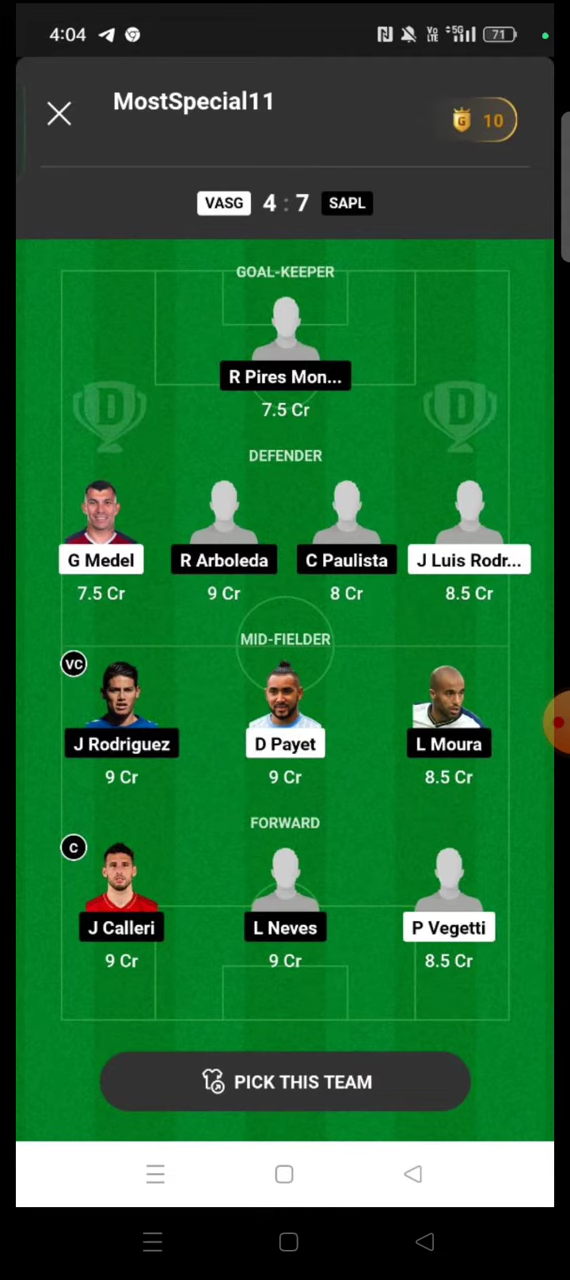 4:04
Vo LTE 5G 71
MostSpecial11
G 10
VASG 4 : 7 SAPL
GOAL-KEEPER
R Pires Mon...
7.5 Cr
D D
DEFENDER
G Medel R Arboleda C Paulista J Luis Rodr...
7.5 Cr 9 Cr 8 Cr 8.5 Cr
MID-FIELDER
VC
J Rodriguez D Payet L Moura
9 Cr 9 Cr 8.5 Cr
FORWARD
C
J Calleri L Neves P Vegetti
9 Cr 9 Cr 8.5 Cr
PICK THIS TEAM